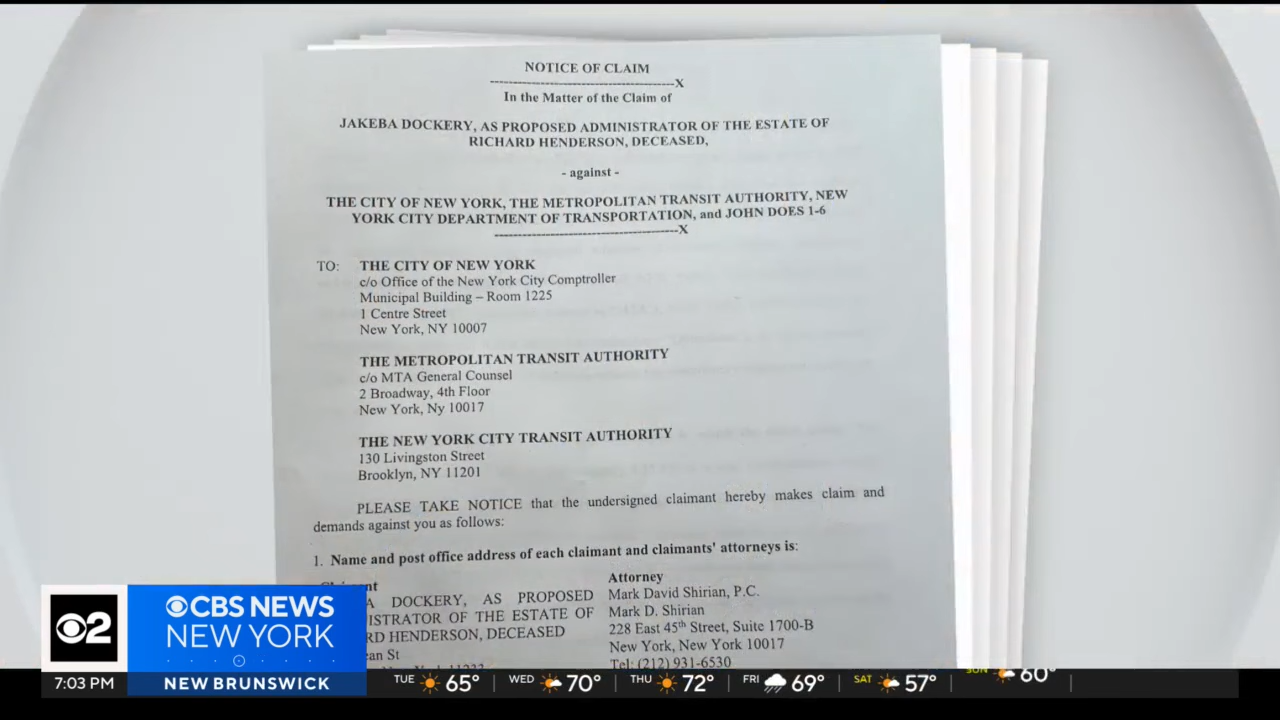 NOTICE OF CLAIM
-----------------------------------------X
In the Matter of the Claim of
JAKEBA DOCKERY, AS PROPOSED ADMINISTRATOR OF THE ESTATE OF
RICHARD HENDERSON, DECEASED,
- against -
THE CITY OF NEW YORK, THE METROPOLITAN TRANSIT AUTHORITY, NEW
YORK CITY DEPARTMENT OF TRANSPORTATION, and JOHN DOES 1-6
-----------------------------------------X
TO: THE CITY OF NEW YORK
c/o Office of the New York City Comptroller
Municipal Building – Room 1225
1 Centre Street
New York, NY 10007
THE METROPOLITAN TRANSIT AUTHORITY
c/o MTA General Counsel
2 Broadway, 4th Floor
New York, Ny 10017
THE NEW YORK CITY TRANSIT AUTHORITY
130 Livingston Street
Brooklyn, NY 11201
PLEASE TAKE NOTICE that the undersigned claimant hereby makes claim and
demands against you as follows:
1. Name and post office address of each claimant and claimants' attorneys is:
Attorney
DOCKERY, AS PROPOSED
OF THE ESTATE OF
HENDERSON, DECEASED
St
Mark David Shirian, P.C.
Mark D. Shirian
228 East 45th Street, Suite 1700-B
New York, New York 10017
Tel: (212) 931-6530
2
CBS NEWS
NEW YORK
7:03 PM
NEW BRUNSWICK
TUE 65° WED 70° THU 72° FRI 69° SAT 57° SUN 60°